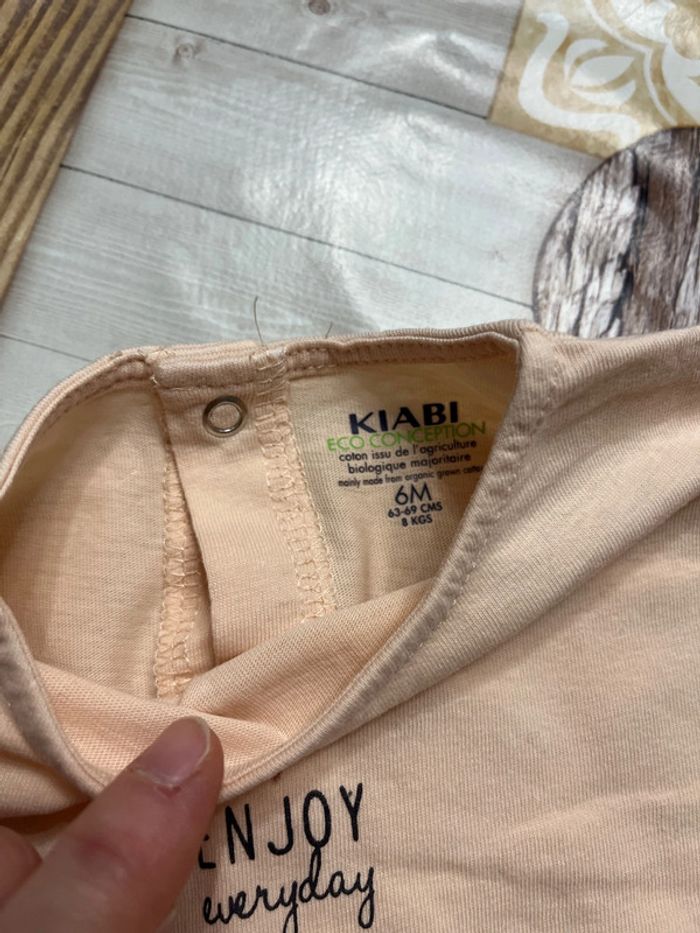 KIABI
ECO CONCEPTION
coton issu de l'agriculture
biologique majoritaire
mainly made from organic grown cotton
6M
63-69 CMS
8 KGS
ENJOY
everyday